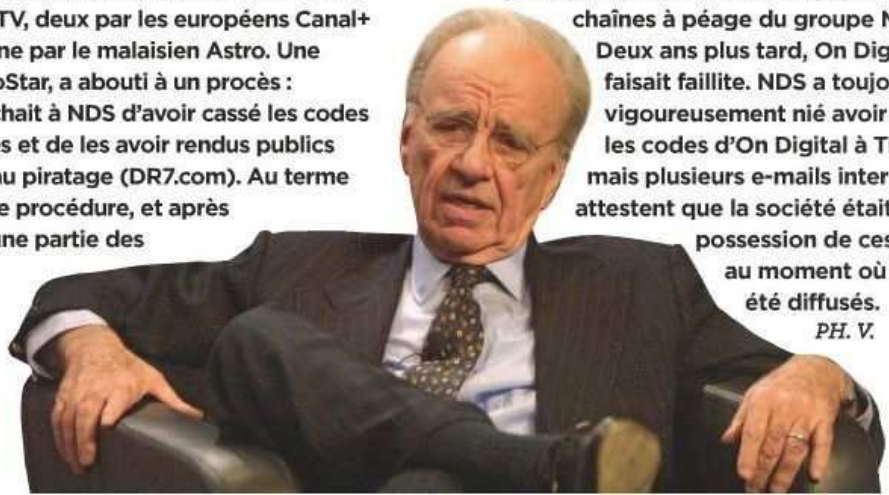 TV, deux par les européens Canal+
ne par le malaisien Astro. Une
oStar, a abouti à un procès :
chait à NDS d'avoir cassé les codes
es et de les avoir rendus publics
au piratage (DR7.com). Au terme
e procédure, et après
une partie des
chaînes à péage du groupe N
Deux ans plus tard, On Dig
faisait faillite. NDS a toujo
vigoureusement nié avoir
les codes d'On Digital à T
mais plusieurs e-mails inter
attestent que la société était
possession de ces
au moment où
été diffusés.
PH. V.